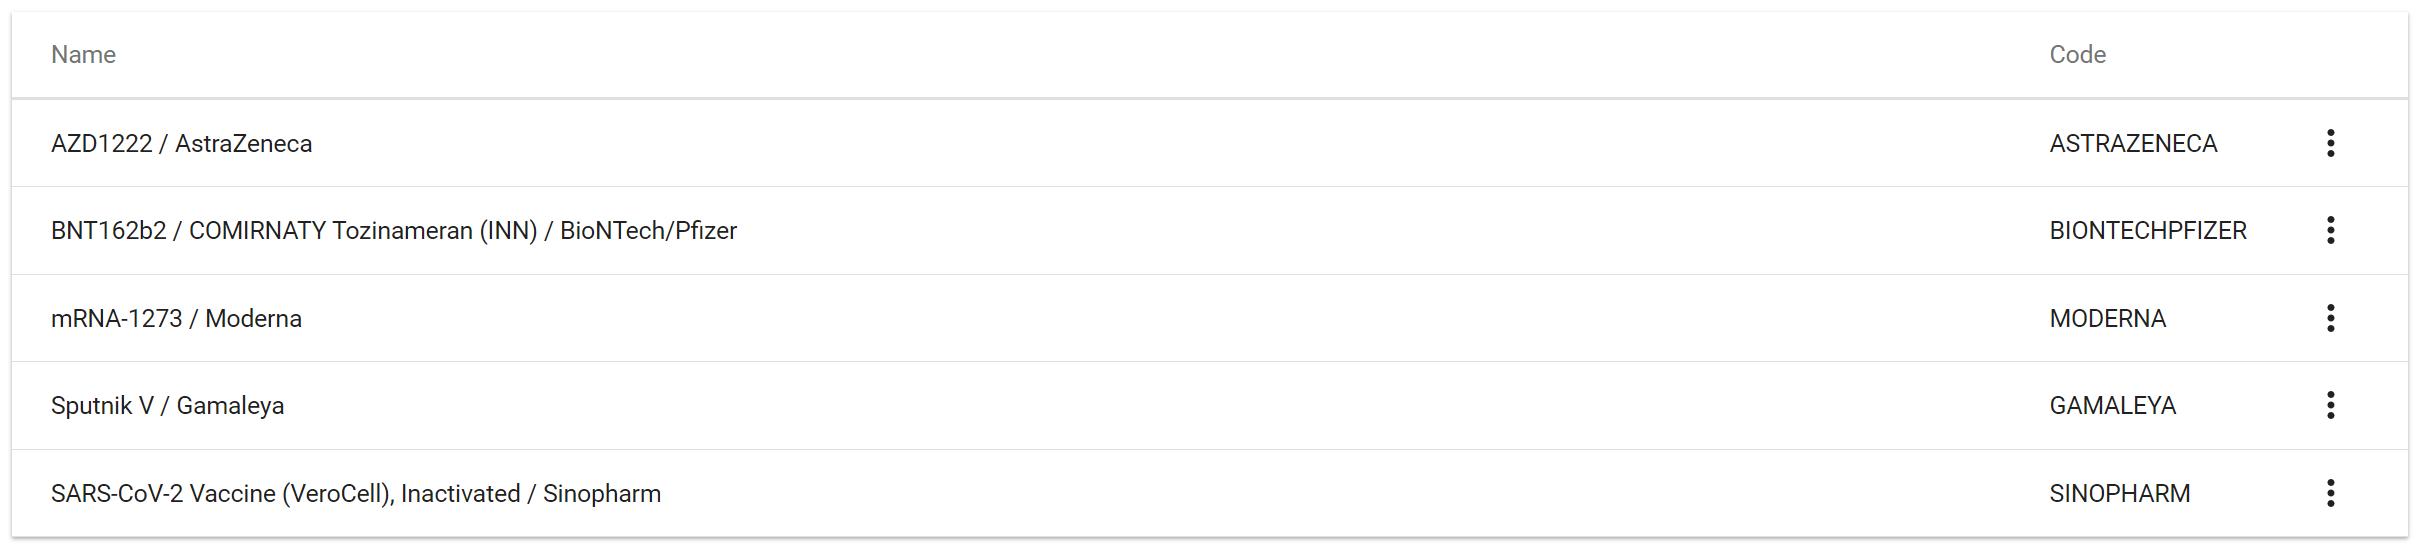 Name Code
AZD1222 / AstraZeneca ASTRAZENECA
BNT162b2 / COMIRNATY Tozinameran (INN) / BioNTech/Pfizer BIONTECHPFIZER
mRNA-1273 / Moderna MODERNA
Sputnik V / Gamaleya GAMALEYA
SARS-CoV-2 Vaccine (VeroCell), Inactivated / Sinopharm SINOPHARM